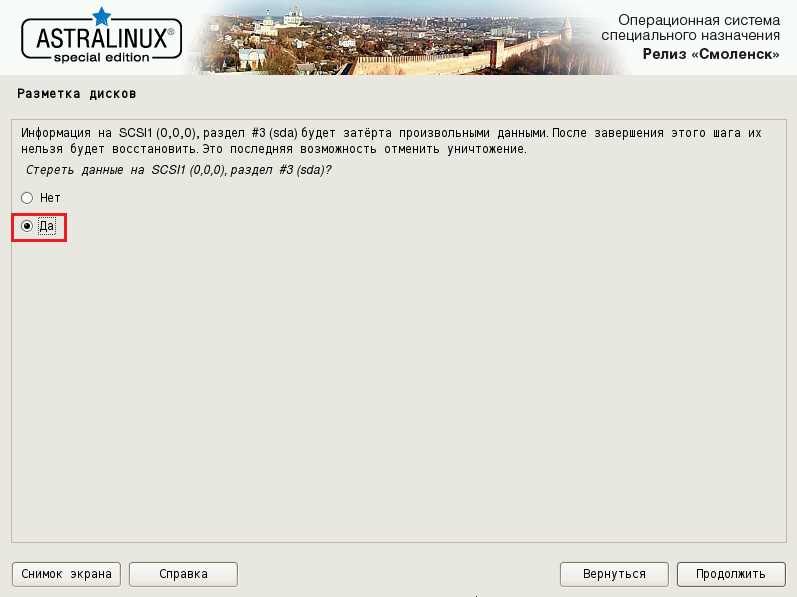 ASTRALINUX®
special edition
Операционная система
специального назначения
Релиз «Смоленск»
Разметка дисков
Информация на SCSI1 (0,0,0), раздел #3 (sda) будет затёрта произвольными данными. После завершения этого шага их
нельзя будет восстановить. Это последняя возможность отменить уничтожение.
Стереть данные на SCSI1 (0,0,0), раздел #3 (sda)?
Нет
Да
Снимок экрана
Справка
Вернуться
Продолжить